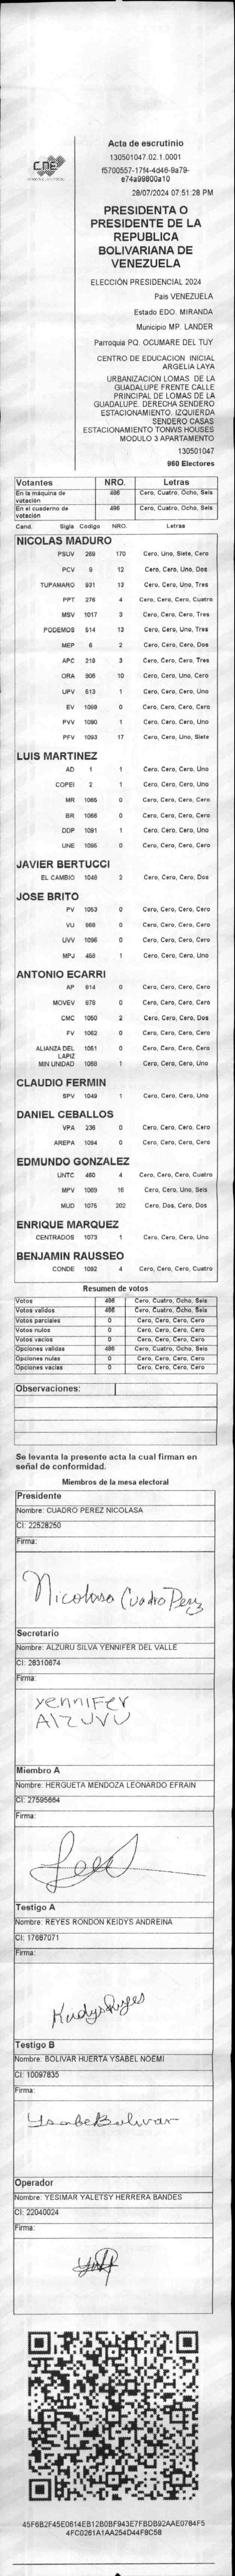 CNE
Acta de escrutinio
130501047.02.1.0001
f5700557-17f4-4d46-9a79-
e74a99800a10
28/07/2024 07:51:28 PM
PRESIDENTA O
PRESIDENTE DE LA
REPUBLICA
BOLIVARIANA DE
VENEZUELA
ELECCIÓN PRESIDENCIAL 2024
Pais VENEZUELA
Estado EDO. MIRANDA
Municipio MP. LANDER
Parroquia PQ. OCUMARE DEL TUY
CENTRO DE EDUCACION INICIAL
ARGELIA LAYA
URBANIZACIÓN LOMAS DE LA
GUADALUPE FRENTE CALLE
PRINCIPAL DE LOMAS DE LA
GUADALUPE. DERECHA SENDERO
ESTACIONAMIENTO. IZQUIERDA
SENDERO CASAS
ESTACIONAMIENTO TONWS HOUSES
MODULO 3 APARTAMENTO
130501047
960 Electores
Votantes NRO. Letras
En la máquina de votación 486 Cero, Cuatro, Ocho, Seis
En el cuaderno de votación 486 Cero, Cuatro, Ocho, Seis
Cand. Sigla Código NRO. Letras
NICOLAS MADURO
PSUV 269 170 Cero, Uno, Siete, Cero
PCV 9 12 Cero, Cero, Uno, Dos
TUPAMARO 931 13 Cero, Cero, Uno, Tres
PPT 276 4 Cero, Cero, Cero, Cuatro
MSV 1017 3 Cero, Cero, Cero, Tres
PODEMOS 514 13 Cero, Cero, Uno, Tres
MEP 6 2 Cero, Cero, Cero, Dos
APC 219 3 Cero, Cero, Cero, Tres
ORA 906 10 Cero, Cero, Uno, Cero
UPV 613 1 Cero, Cero, Cero, Uno
EV 1089 0 Cero, Cero, Cero, Cero
PVV 1090 1 Cero, Cero, Cero, Uno
PFV 1093 17 Cero, Cero, Uno, Siete
LUIS MARTINEZ
AD 1 1 Cero, Cero, Cero, Uno
COPEI 2 1 Cero, Cero, Cero, Uno
MR 1065 0 Cero, Cero, Cero, Cero
BR 1066 0 Cero, Cero, Cero, Cero
DDP 1091 1 Cero, Cero, Cero, Uno
UNE 1095 0 Cero, Cero, Cero, Cero
JAVIER BERTUCCI
EL CAMBIO 1048 2 Cero, Cero, Cero, Dos
JOSE BRITO
PV 1053 0 Cero, Cero, Cero, Cero
VU 968 0 Cero, Cero, Cero, Cero
UVV 1096 0 Cero, Cero, Cero, Cero
MPJ 458 1 Cero, Cero, Cero, Uno
ANTONIO ECARRI
AP 914 0 Cero, Cero, Cero, Cero
MOVEV 979 0 Cero, Cero, Cero, Cero
CMC 1050 2 Cero, Cero, Cero, Dos
FV 1062 0 Cero, Cero, Cero, Cero
ALIANZA DEL LAPIZ 1051 0 Cero, Cero, Cero, Cero
MIN UNIDAD 1088 1 Cero, Cero, Cero, Uno
CLAUDIO FERMIN
SPV 1049 1 Cero, Cero, Cero, Uno
DANIEL CEBALLOS
VPA 236 0 Cero, Cero, Cero, Cero
AREPA 1094 0 Cero, Cero, Cero, Cero
EDMUNDO GONZALEZ
UNTC 460 4 Cero, Cero, Cero, Cuatro
MPV 1069 16 Cero, Cero, Uno, Seis
MUD 1075 202 Cero, Dos, Cero, Dos
ENRIQUE MARQUEZ
CENTRADOS 1073 1 Cero, Cero, Cero, Uno
BENJAMIN RAUSSEO
CONDE 1092 4 Cero, Cero, Cero, Cuatro
Resumen de votos
Votos 486 Cero, Cuatro, Ocho, Seis
Votos validos 486 Cero, Cuatro, Ocho, Seis
Votos parciales 0 Cero, Cero, Cero, Cero
Votos nulos 0 Cero, Cero, Cero, Cero
Votos vacios 0 Cero, Cero, Cero, Cero
Opciones validas 486 Cero, Cuatro, Ocho, Seis
Opciones nulas 0 Cero, Cero, Cero, Cero
Opciones vacias 0 Cero, Cero, Cero, Cero
Observaciones:
Se levanta la presente acta la cual firman en
señal de conformidad.
Miembros de la mesa electoral
Presidente
Nombre: CUADRO PEREZ NICOLASA
CI: 22528250
Firma:
Nicolasa Cuadro Perez
Secretario
Nombre: ALZURU SILVA YENNIFER DEL VALLE
CI: 28310674
Firma:
yenniFer
AlzUrU
Miembro A
Nombre: HERGUETA MENDOZA LEONARDO EFRAIN
CI: 27595664
Firma:
Testigo A
Nombre: REYES RONDON KEIDYS ANDREINA
CI: 17687071
Firma:
Testigo B
Nombre: BOLIVAR HUERTA YSABEL NOEMI
CI: 10097835
Firma:
Ysabel Bolivar
Operador
Nombre: YESIMAR YALETSY HERRERA BANDES
CI: 22040024
Firma:
45F6B2F45E0614EB12B0BF943E7FBDB92AAE0784F5
4FC0261A1AA254D44F8C58